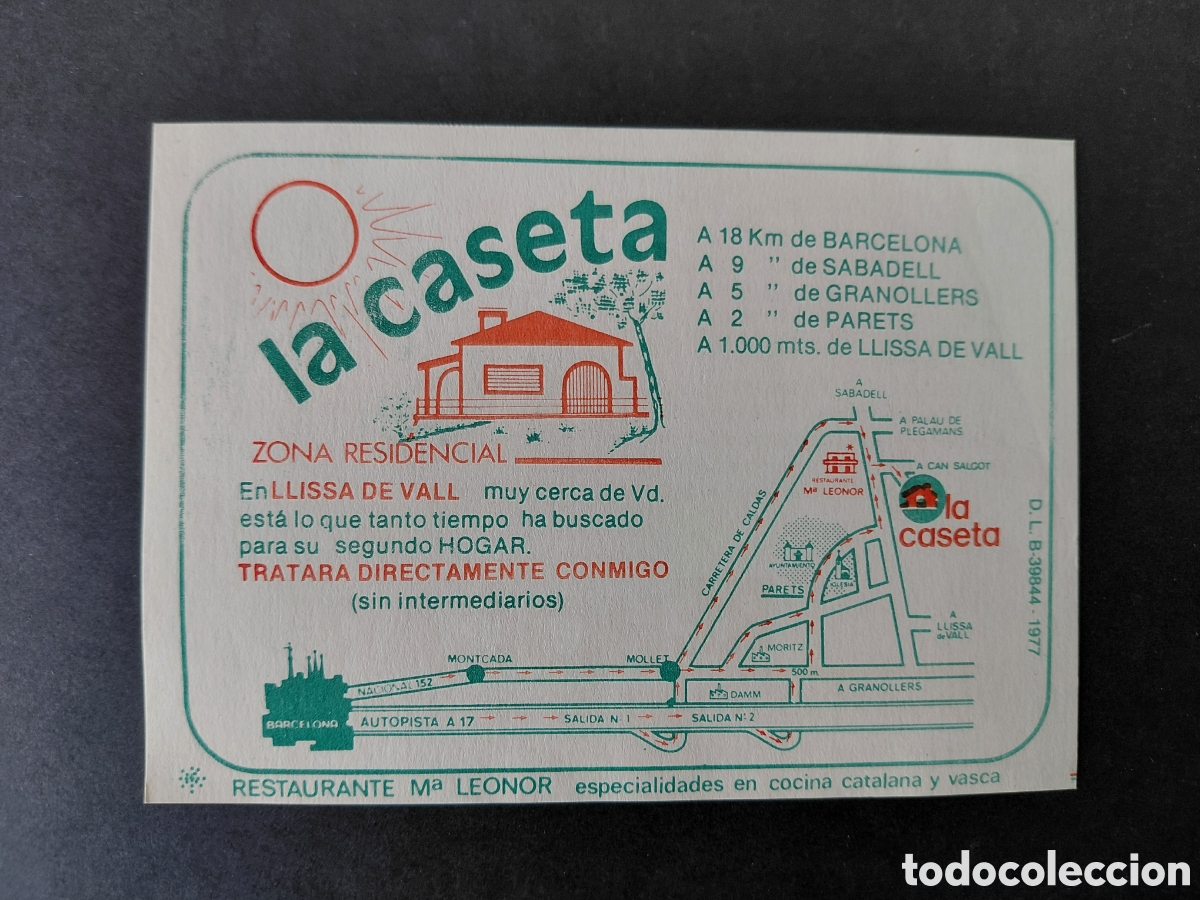 la caseta
A 18 Km de BARCELONA
A 9 " de SABADELL
A 5 " de GRANOLLERS
A 2 " de PARETS
A 1.000 mts. de LLISSA DE VALL
ZONA RESIDENCIAL
En LLISSA DE VALL muy cerca de Vd.
está lo que tanto tiempo ha buscado
para su segundo HOGAR.
TRATARA DIRECTAMENTE CONMIGO
(sin intermediarios)
A
SABADELL
A PALAU DE
PLEGAMANS
A CAN SALGOT
RESTAURANTE
Mª LEONOR
la
caseta
CARRETERA DE CALDAS
AYUNTAMIENTO
IGLESIA
PARETS
A
LLISSA
de VALL
MORITZ
500 m.
MONTCADA
MOLLET
NACIONAL 152
DAMM
A GRANOLLERS
BARCELONA
AUTOPISTA A 17
SALIDA Nº 1
SALIDA Nº 2
D. L. B-39844 - 1977
RESTAURANTE Mª LEONOR especialidades en cocina catalana y vasca
todocoleccion